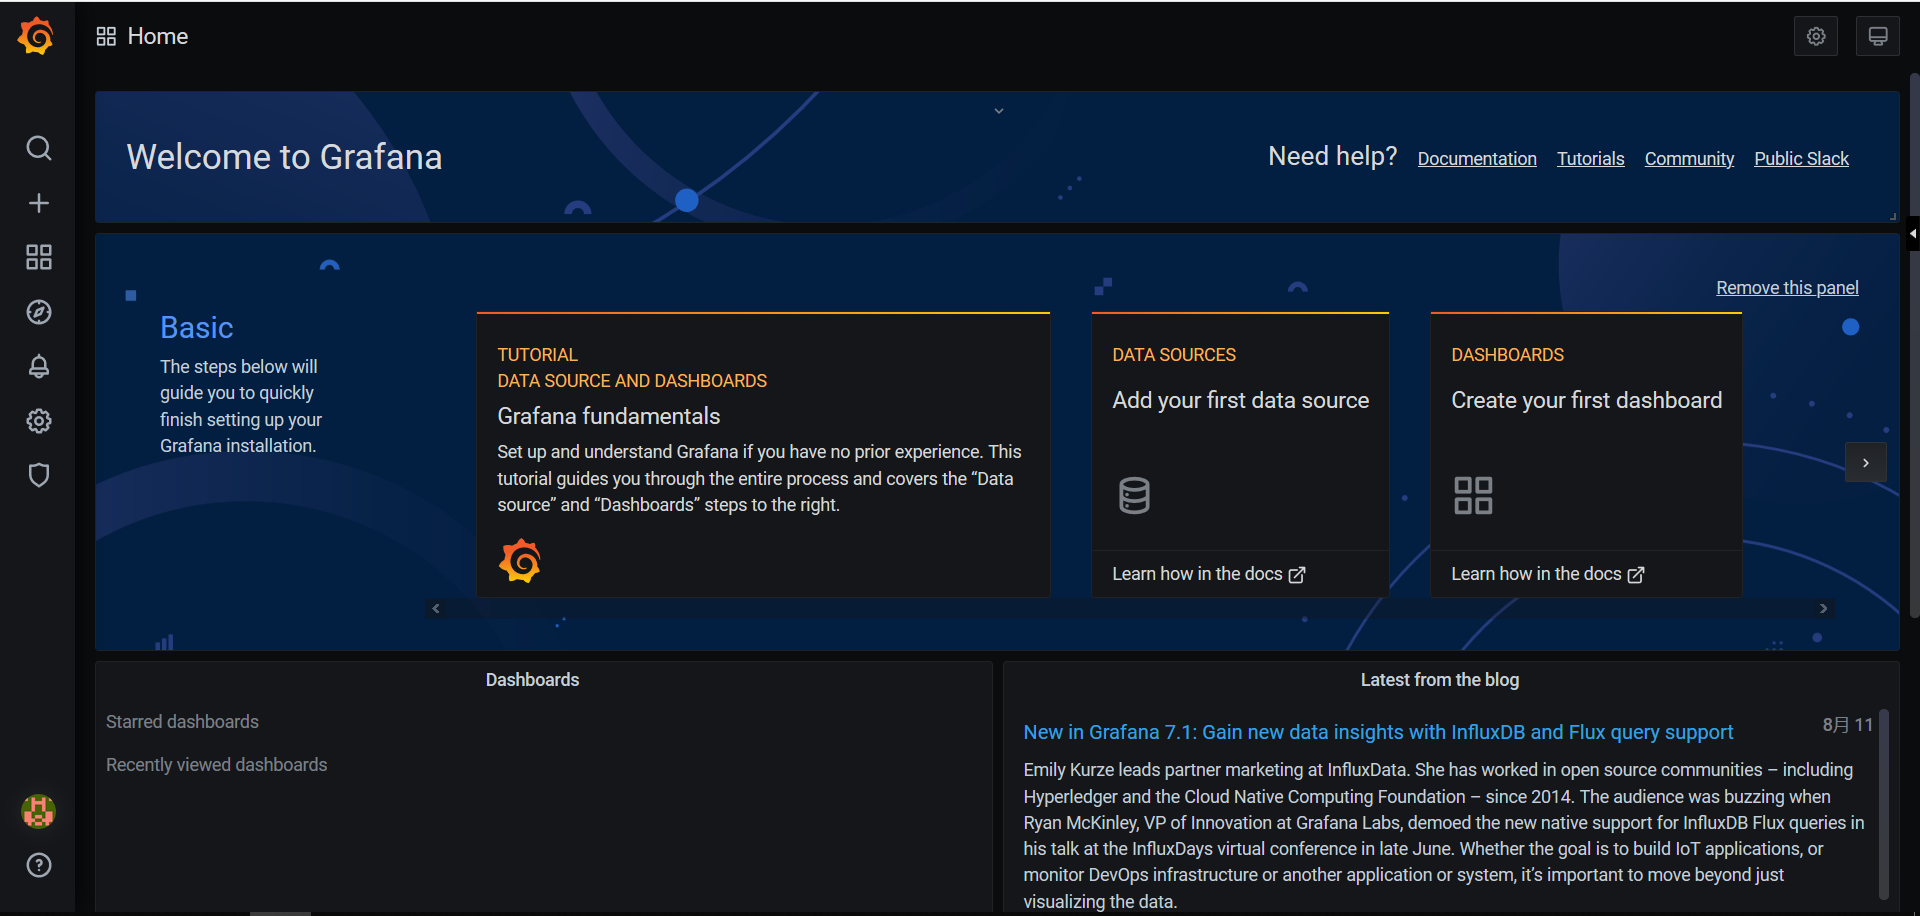 Home
Welcome to Grafana
Need help? Documentation Tutorials Community Public Slack
Remove this panel
Basic
The steps below will
guide you to quickly
finish setting up your
Grafana installation.
TUTORIAL
DATA SOURCE AND DASHBOARDS
Grafana fundamentals
Set up and understand Grafana if you have no prior experience. This
tutorial guides you through the entire process and covers the “Data
source” and “Dashboards” steps to the right.
DATA SOURCES
Add your first data source
Learn how in the docs
DASHBOARDS
Create your first dashboard
Learn how in the docs
Dashboards
Starred dashboards
Recently viewed dashboards
Latest from the blog
New in Grafana 7.1: Gain new data insights with InfluxDB and Flux query support
8月 11
Emily Kurze leads partner marketing at InfluxData. She has worked in open source communities – including
Hyperledger and the Cloud Native Computing Foundation – since 2014. The audience was buzzing when
Ryan McKinley, VP of Innovation at Grafana Labs, demoed the new native support for InfluxDB Flux queries in
his talk at the InfluxDays virtual conference in late June. Whether the goal is to build IoT applications, or
monitor DevOps infrastructure or another application or system, it’s important to move beyond just
visualizing the data.